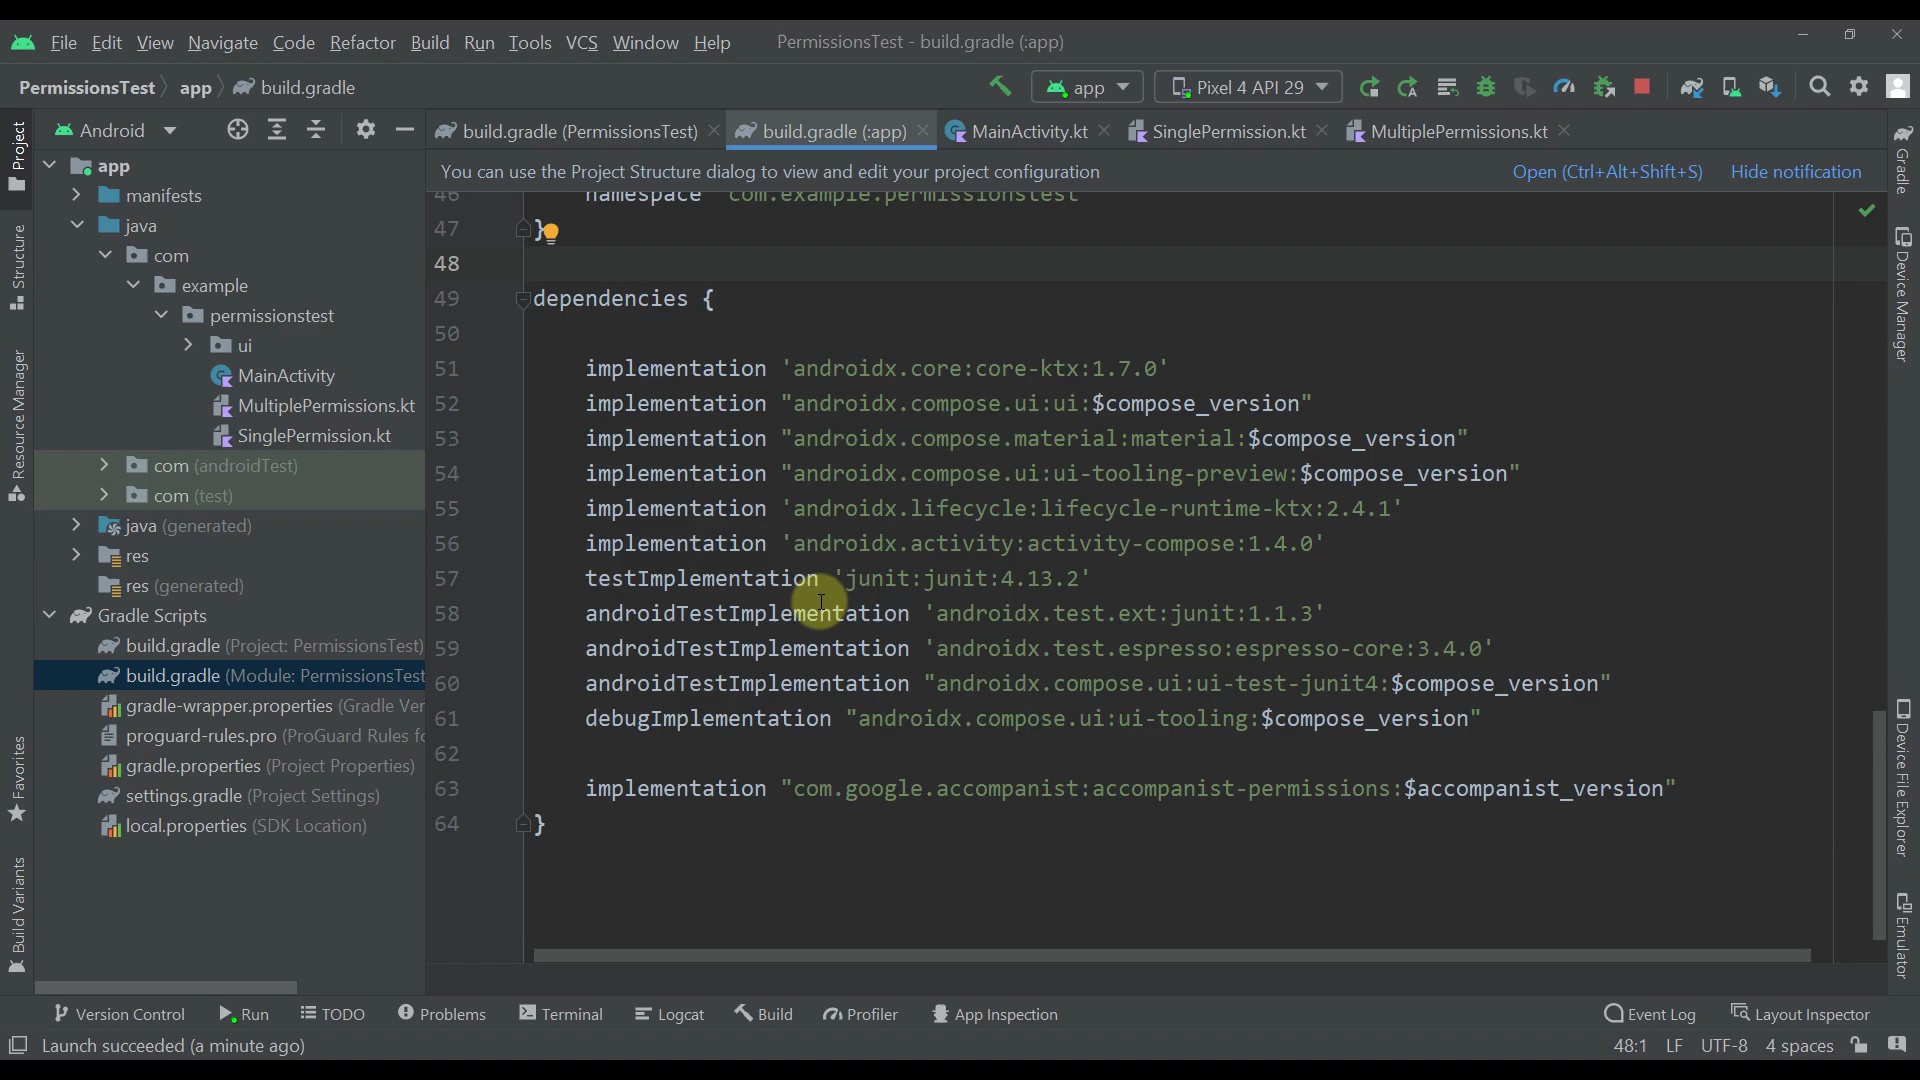 File Edit View Navigate Code Refactor Build Run Tools VCS Window Help PermissionsTest - build.gradle (:app)
PermissionsTest app build.gradle app Pixel 4 API 29
Android
build.gradle (PermissionsTest) build.gradle (:app) MainActivity.kt SinglePermission.kt MultiplePermissions.kt
You can use the Project Structure dialog to view and edit your project configuration Open (Ctrl+Alt+Shift+S) Hide notification
Project
Structure
Resource Manager
Favorites
Build Variants
app
manifests
java
com
example
permissionstest
ui
MainActivity
MultiplePermissions.kt
SinglePermission.kt
com (androidTest)
com (test)
java (generated)
res
res (generated)
Gradle Scripts
build.gradle (Project: PermissionsTest)
build.gradle (Module: PermissionsTest
gradle-wrapper.properties (Gradle Ver
proguard-rules.pro (ProGuard Rules fo
gradle.properties (Project Properties)
settings.gradle (Project Settings)
local.properties (SDK Location)
46 namespace 'com.example.permissionstest'
47 }
48
49 dependencies {
50
51 implementation 'androidx.core:core-ktx:1.7.0'
52 implementation "androidx.compose.ui:ui:$compose_version"
53 implementation "androidx.compose.material:material:$compose_version"
54 implementation "androidx.compose.ui:ui-tooling-preview:$compose_version"
55 implementation 'androidx.lifecycle:lifecycle-runtime-ktx:2.4.1'
56 implementation 'androidx.activity:activity-compose:1.4.0'
57 testImplementation 'junit:junit:4.13.2'
58 androidTestImplementation 'androidx.test.ext:junit:1.1.3'
59 androidTestImplementation 'androidx.test.espresso:espresso-core:3.4.0'
60 androidTestImplementation "androidx.compose.ui:ui-test-junit4:$compose_version"
61 debugImplementation "androidx.compose.ui:ui-tooling:$compose_version"
62
63 implementation "com.google.accompanist:accompanist-permissions:$accompanist_version"
64 }
Gradle
Device Manager
Device File Explorer
Emulator
Version Control Run TODO Problems Terminal Logcat Build Profiler App Inspection Event Log Layout Inspector
Launch succeeded (a minute ago) 48:1 LF UTF-8 4 spaces